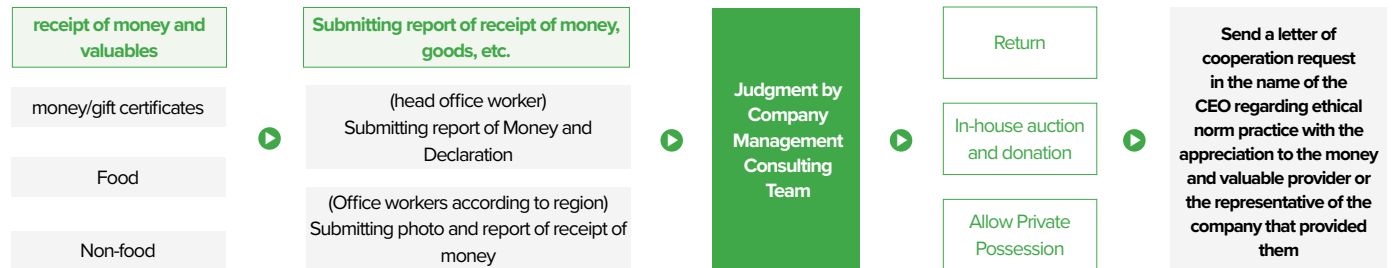 receipt of money and
valuables
money/gift certificates
Food
Non-food
Submitting report of receipt of money,
goods, etc.
(head office worker)
Submitting report of Money and
Declaration
(Office workers according to region)
Submitting photo and report of receipt of
money
Judgment by
Company
Management
Consulting
Team
Return
In-house auction
and donation
Allow Private
Possession
Send a letter of
cooperation request
in the name of the
CEO regarding ethical
norm practice with the
appreciation to the money
and valuable provider or
the representative of the
company that provided
them